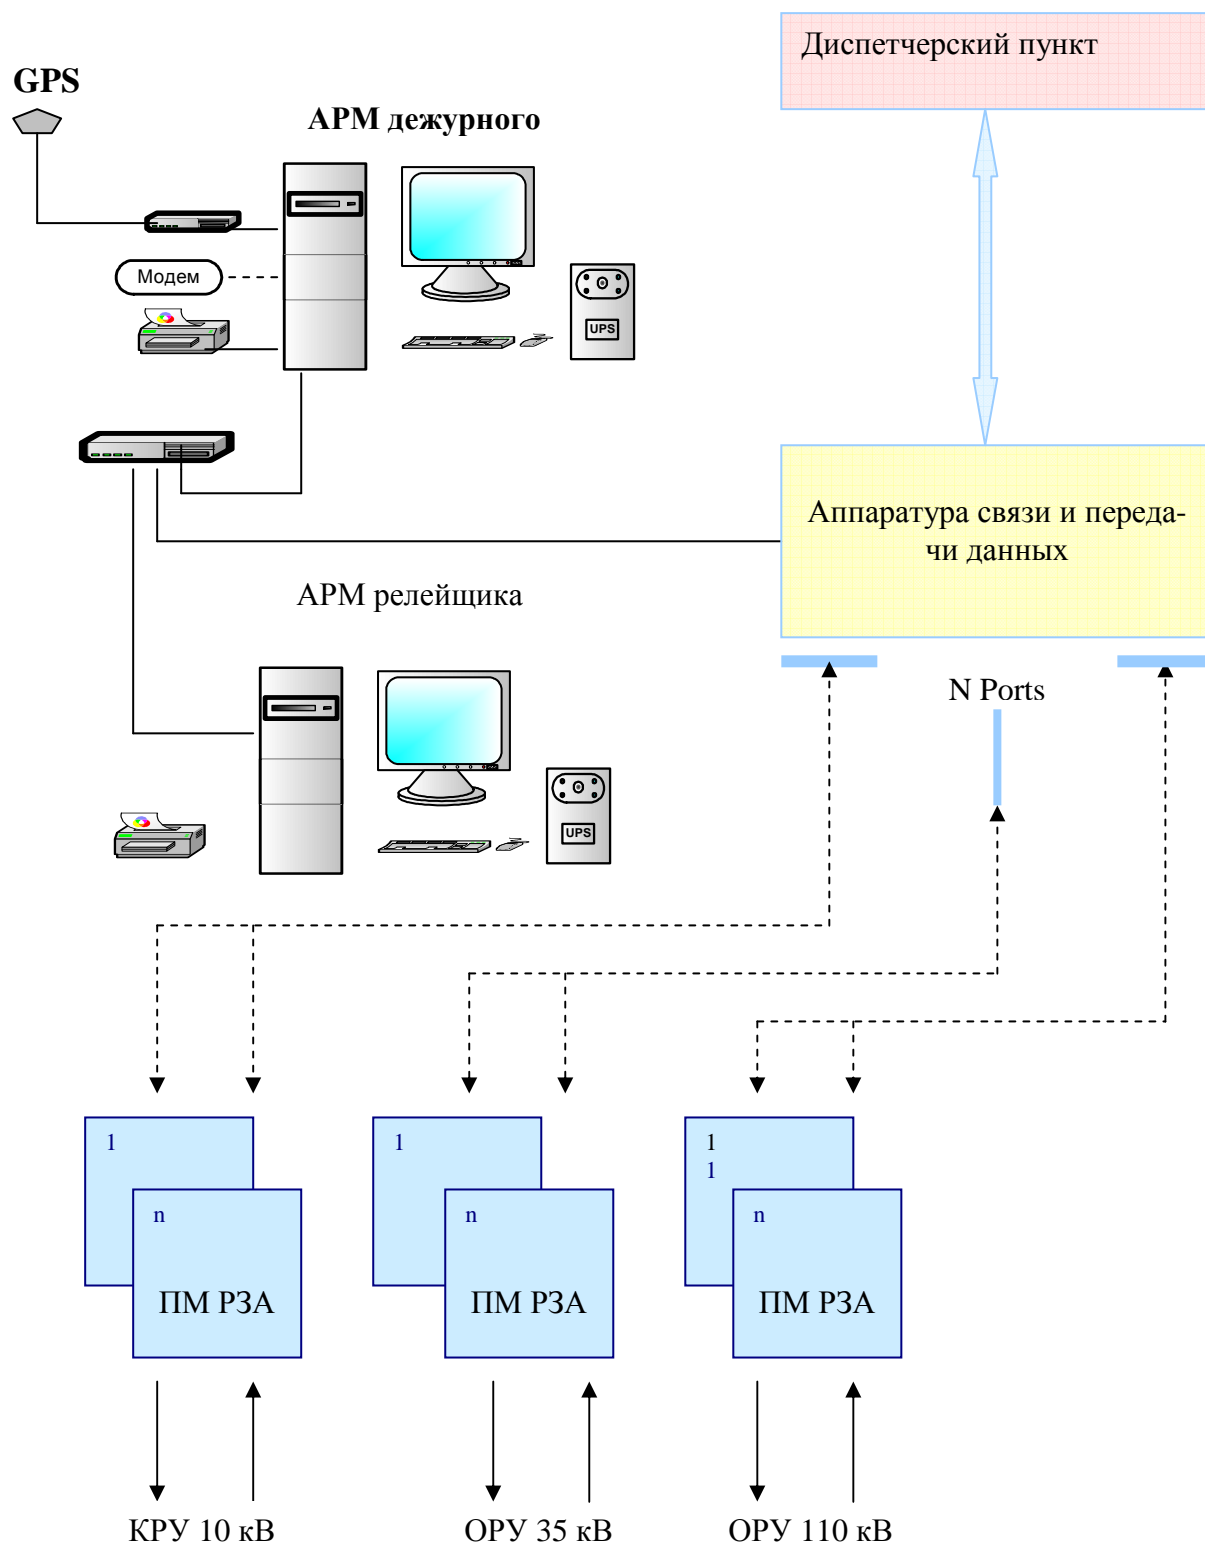 Диспетчерский пункт
GPS
АРМ дежурного
Модем
UPS
Аппаратура связи и переда-
чи данных
АРМ релейщика
N Ports
UPS
1
1
1
1
n
n
n
ПМ РЗА
ПМ РЗА
ПМ РЗА
КРУ 10 кВ
ОРУ 35 кВ
ОРУ 110 кВ